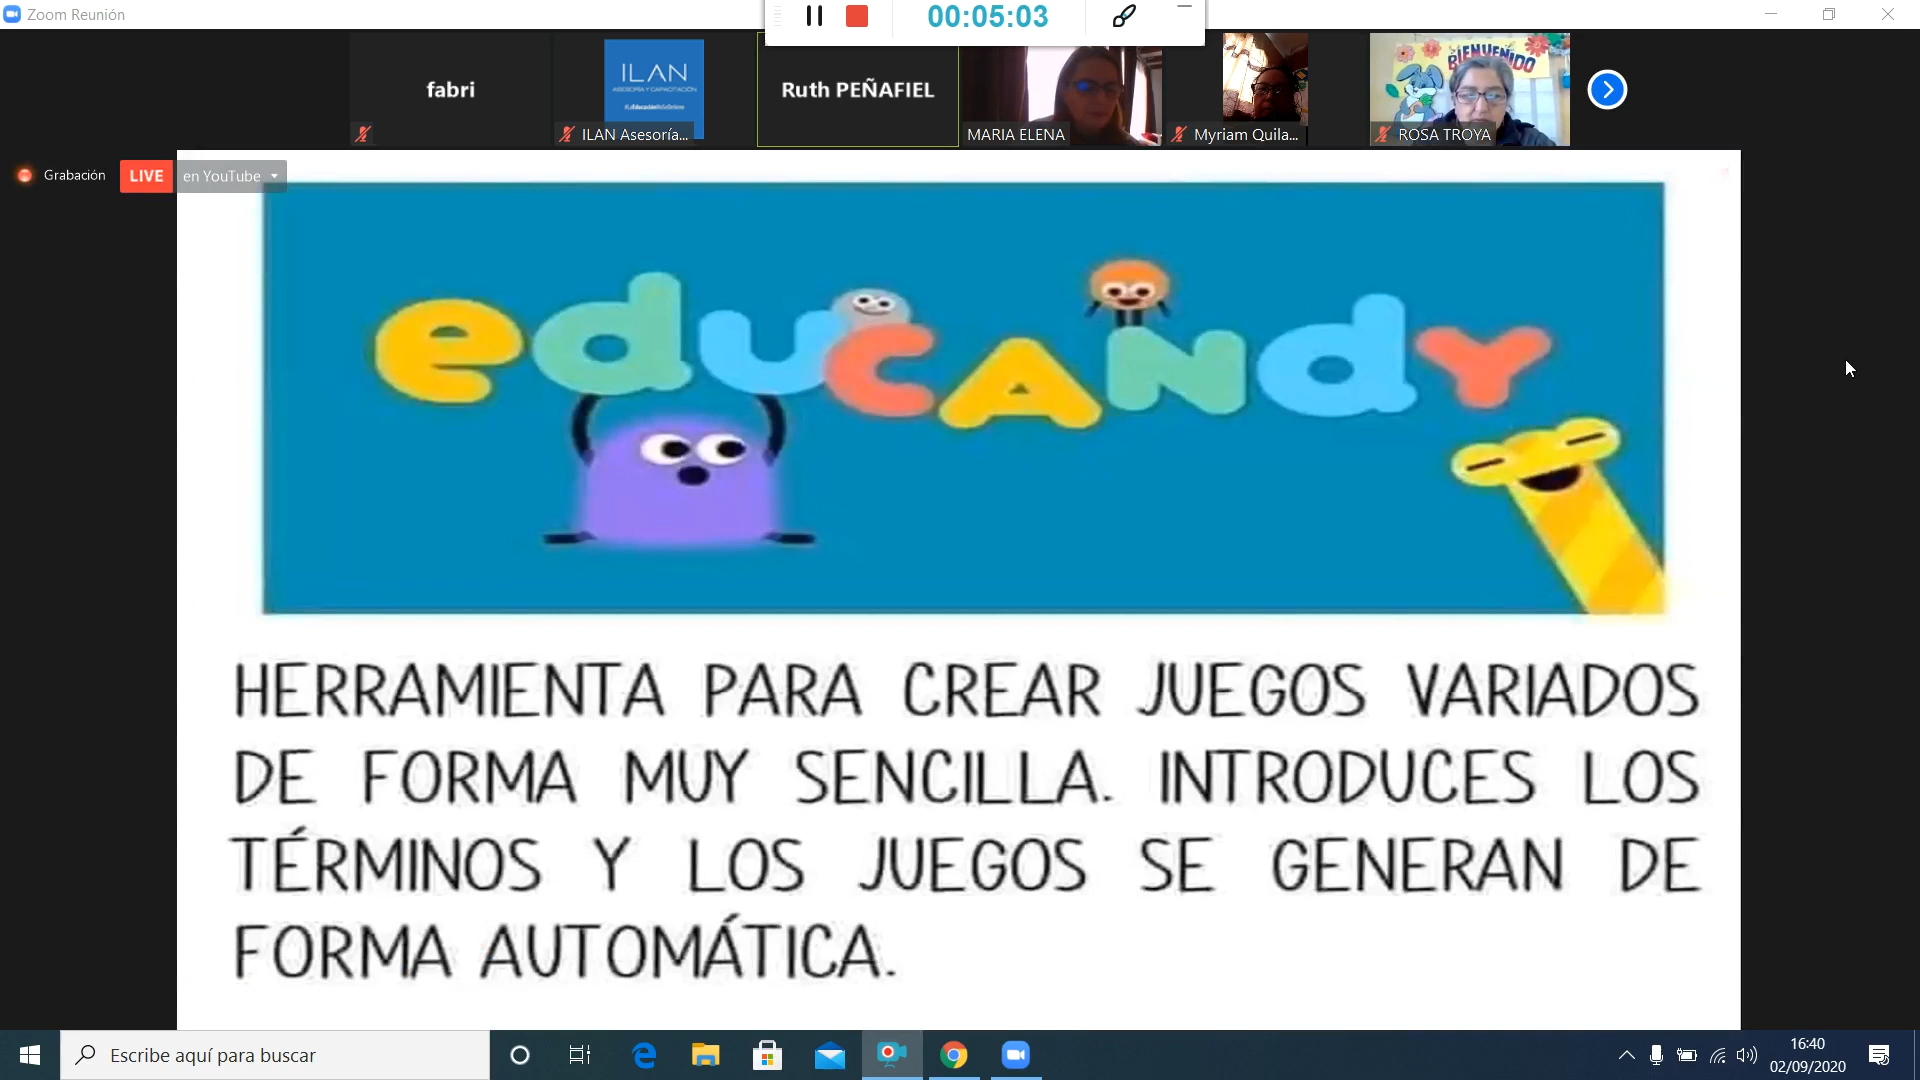 Zoom Reunión
00:05:03
fabri
ILAN
ASESORÍA Y CAPACITACIÓN
ILAN Asesoría...
Ruth PEÑAFIEL
MARIA ELENA
Myriam Quila...
BIENVENIDO
ROSA TROYA
Grabación
LIVE
en YouTube
eduCANdY
HERRAMIENTA PARA CREAR JUEGOS VARIADOS
DE FORMA MUY SENCILLA. INTRODUCES LOS
TÉRMINOS Y LOS JUEGOS SE GENERAN DE
FORMA AUTOMÁTICA.
Escribe aquí para buscar
16:40
02/09/2020